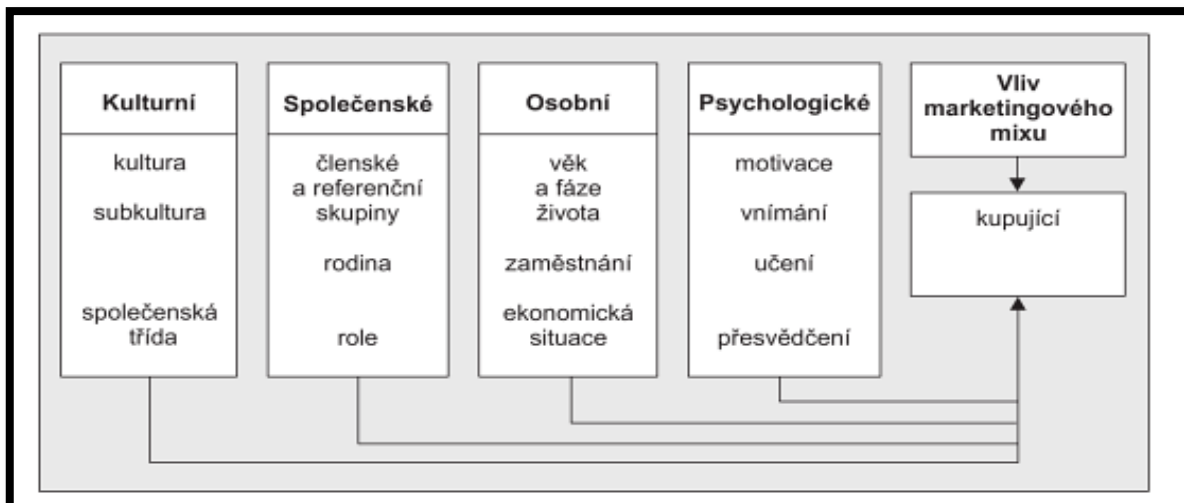 Kulturní
kultura
subkultura
společenská
třída
Společenské
členské
a referenční
skupiny
rodina
role
Osobní
věk
a fáze
života
zaměstnání
ekonomická
situace
Psychologické
motivace
vnímání
učení
přesvědčení
Vliv
marketingového
mixu
kupující